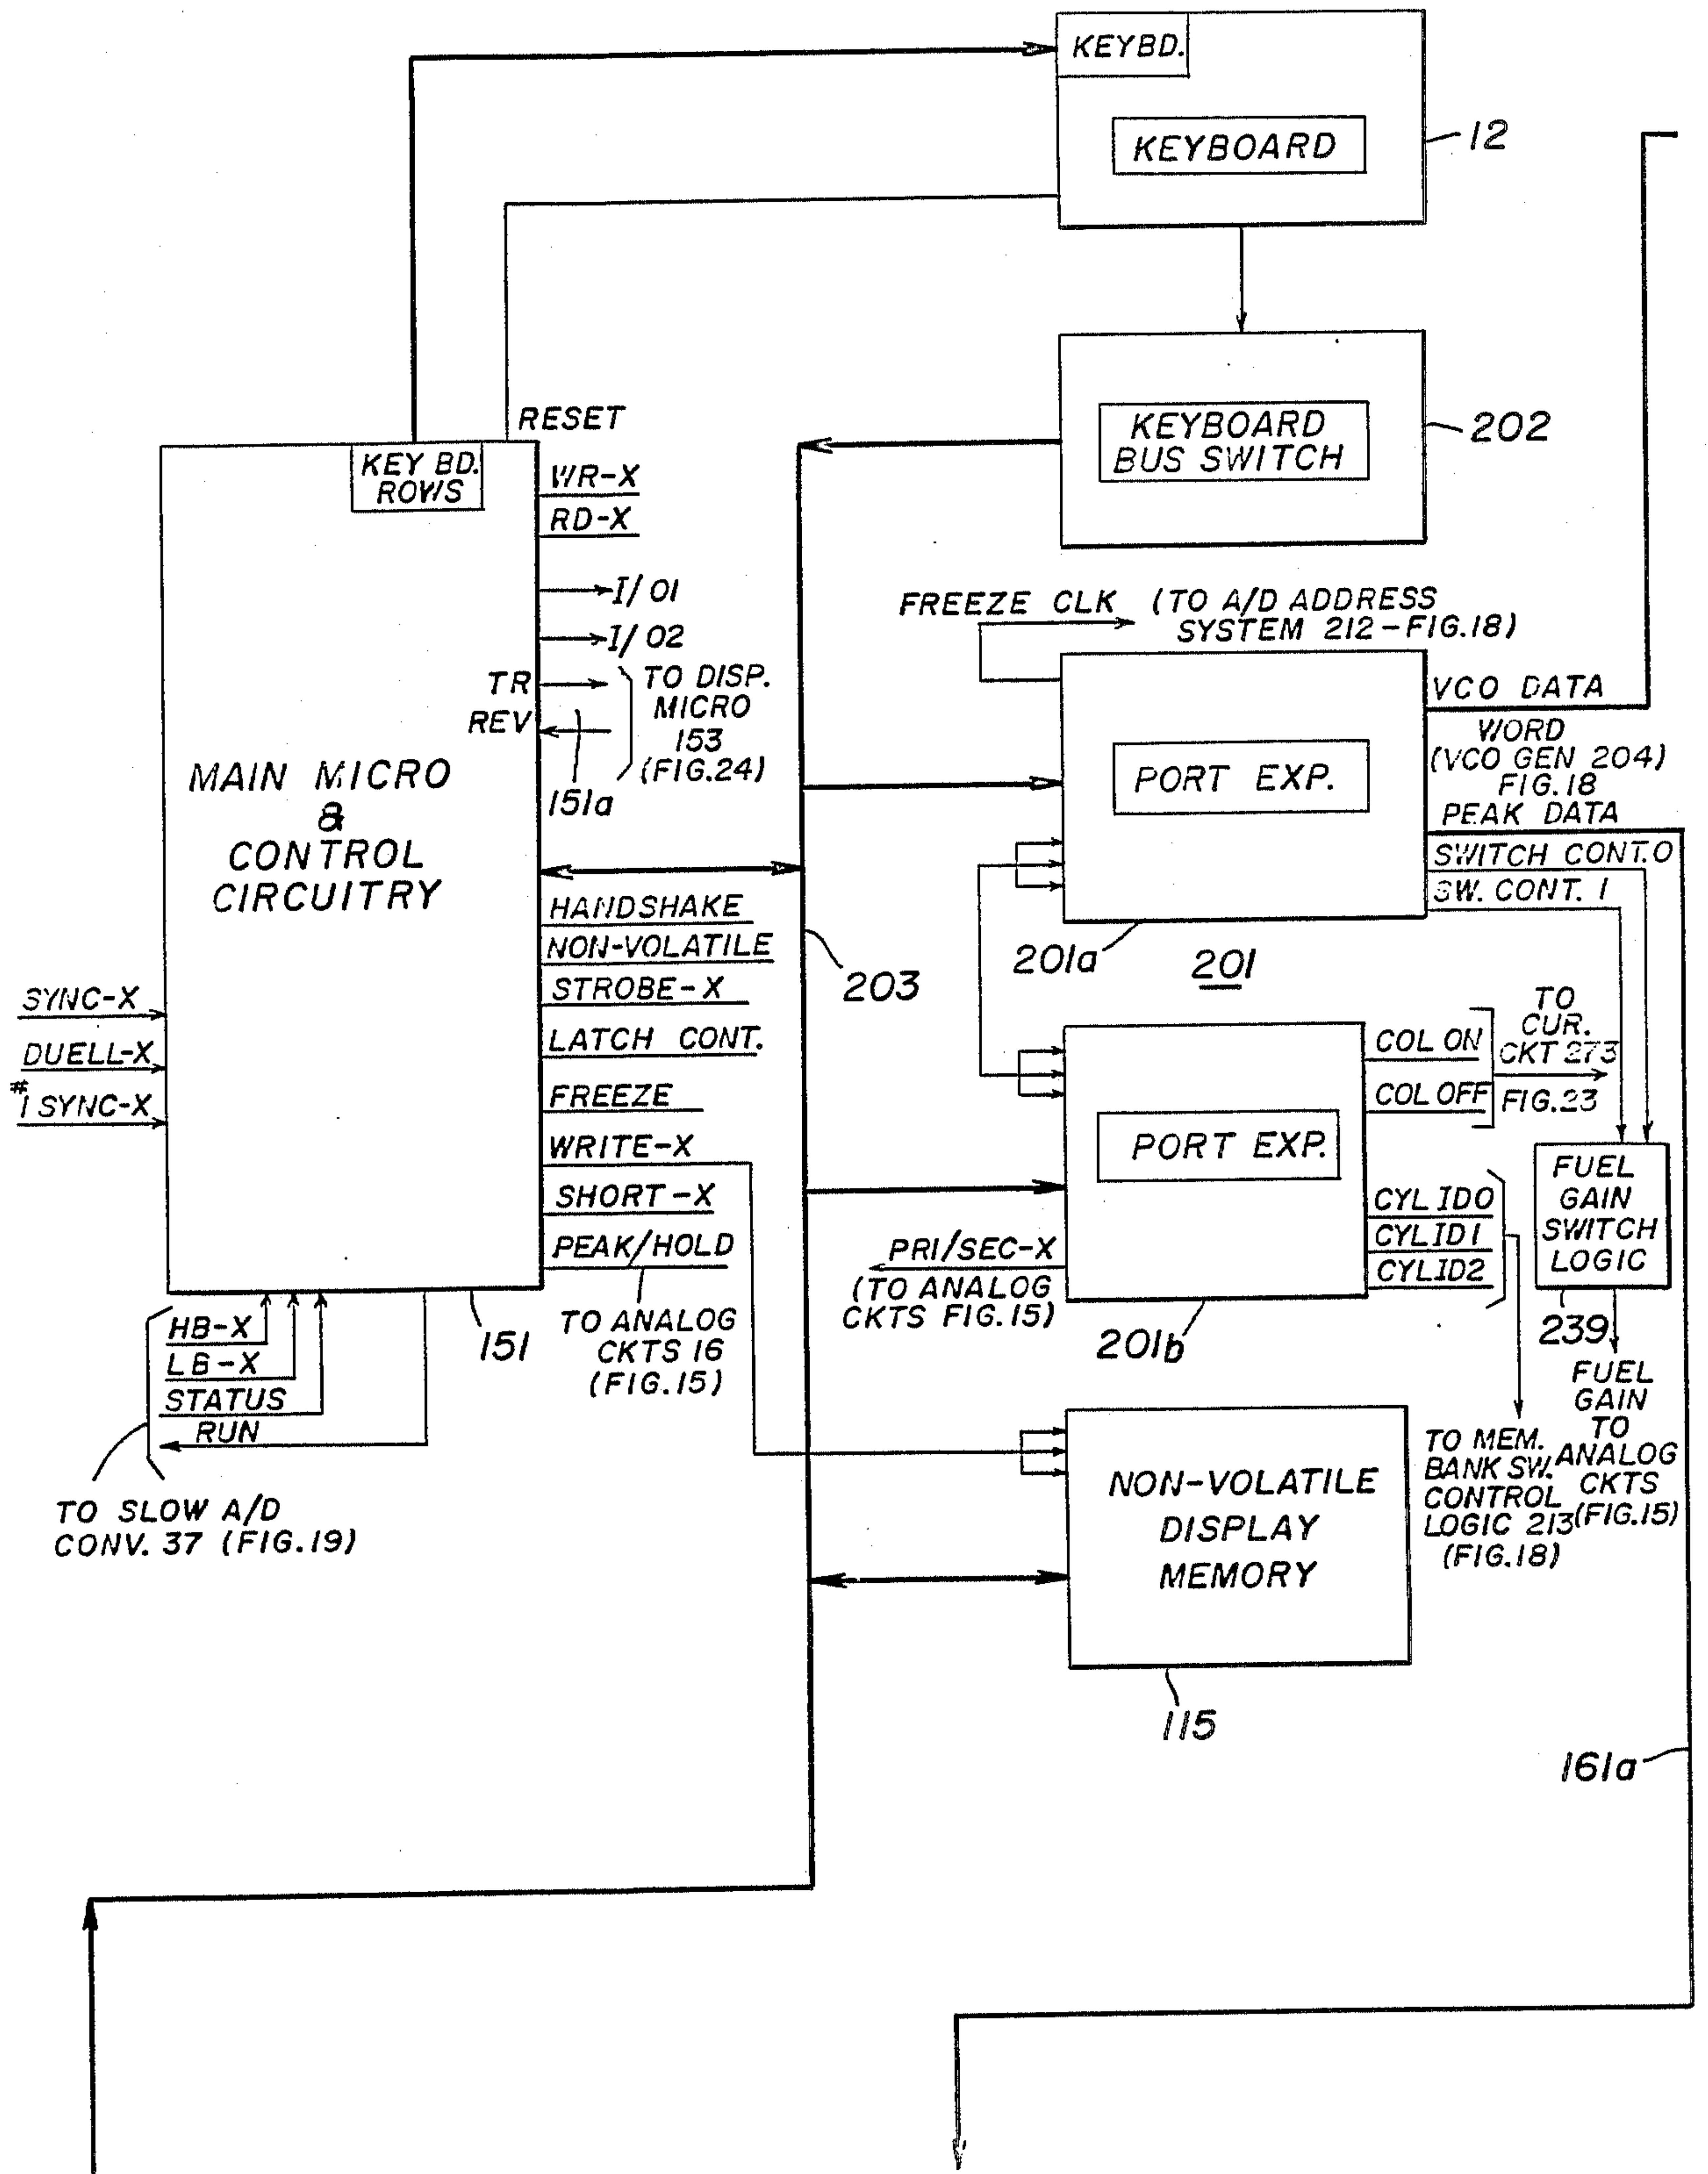 KEYBD.
KEYBOARD
12
KEYBOARD
BUS SWITCH
202
RESET
KEY BD.
ROWS
WR-X
RD-X
I/O1
I/O2
TR
REV
TO DISP.
MICRO
153
(FIG.24)
151a
MAIN MICRO
&
CONTROL
CIRCUITRY
HANDSHAKE
NON-VOLATILE
STROBE-X
LATCH CONT.
FREEZE
WRITE-X
SHORT-X
PEAK/HOLD
TO ANALOG
CKTS 16
(FIG.15)
151
SYNC-X
DUELL-X
#1 SYNC-X
HB-X
LB-X
STATUS
RUN
TO SLOW A/D
CONV. 37 (FIG.19)
203
FREEZE CLK (TO A/D ADDRESS
SYSTEM 212-FIG.18)
PORT EXP.
201a
201
VCO DATA
WORD
(VCO GEN 204)
FIG.18
PEAK DATA
SWITCH CONT.0
SW. CONT. 1
PORT EXP.
201b
PRI/SEC-X
(TO ANALOG
CKTS FIG.15)
COL ON
COL OFF
TO
CUR.
CKT 273
FIG.23
CYLID0
CYLID1
CYLID2
FUEL
GAIN
SWITCH
LOGIC
239
FUEL
GAIN
TO
ANALOG
CKTS
(FIG.15)
TO MEM.
BANK SW.
CONTROL
LOGIC 213
(FIG.18)
NON-VOLATILE
DISPLAY
MEMORY
115
161a